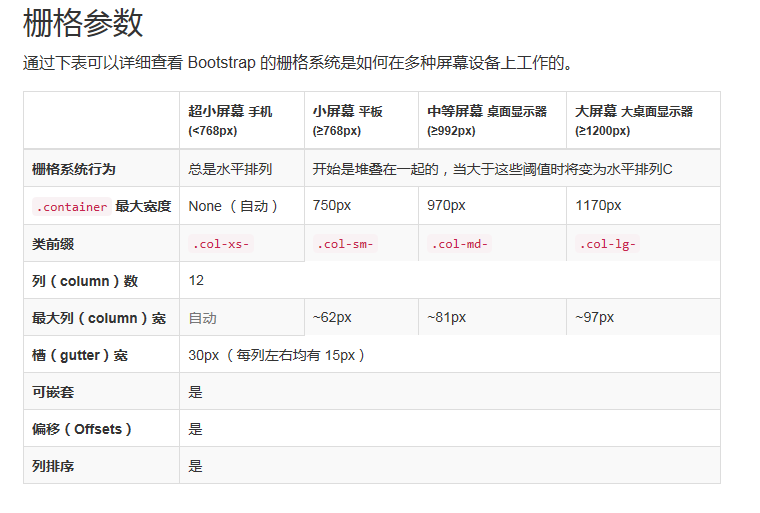 栅格参数
通过下表可以详细查看 Bootstrap 的栅格系统是如何在多种屏幕设备上工作的。
超小屏幕 手机 (<768px)
小屏幕 平板 (≥768px)
中等屏幕 桌面显示器 (≥992px)
大屏幕 大桌面显示器 (≥1200px)
栅格系统行为 总是水平排列 开始是堆叠在一起的，当大于这些阈值时将变为水平排列C
.container 最大宽度 None （自动） 750px 970px 1170px
类前缀 .col-xs- .col-sm- .col-md- .col-lg-
列（column）数 12
最大列（column）宽 自动 ~62px ~81px ~97px
槽（gutter）宽 30px （每列左右均有 15px）
可嵌套 是
偏移（Offsets） 是
列排序 是